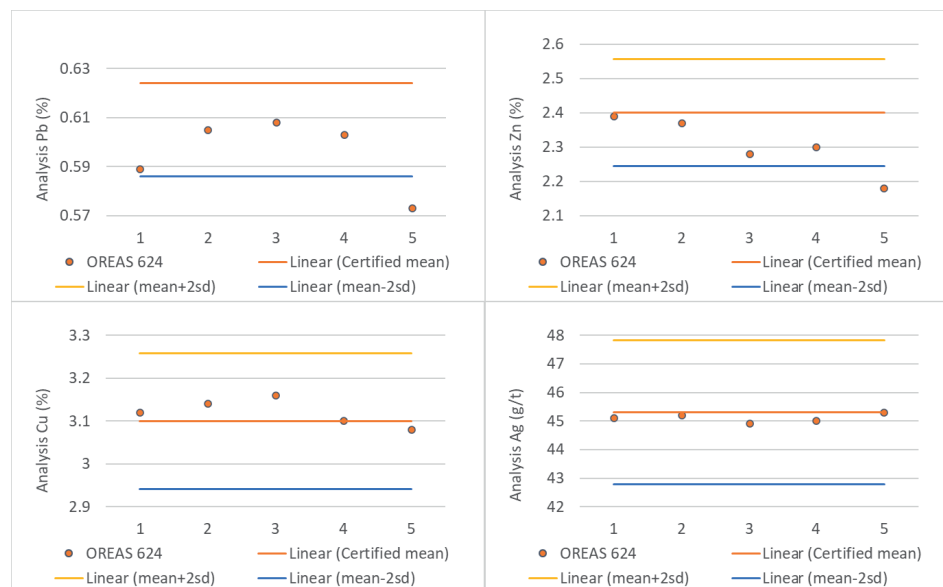 Analysis Pb (%)
0.63
0.61
0.59
0.57
1 2 3 4 5
OREAS 624 Linear (Certified mean)
Linear (mean+2sd) Linear (mean-2sd)
Analysis Zn (%)
2.6
2.5
2.4
2.3
2.2
2.1
1 2 3 4 5
OREAS 624 Linear (Certified mean)
Linear (mean+2sd) Linear (mean-2sd)
Analysis Cu (%)
3.3
3.2
3.1
3
2.9
1 2 3 4 5
OREAS 624 Linear (Certified mean)
Linear (mean+2sd) Linear (mean-2sd)
Analysis Ag (g/t)
48
47
46
45
44
43
42
1 2 3 4 5
OREAS 624 Linear (Certified mean)
Linear (mean+2sd) Linear (mean-2sd)